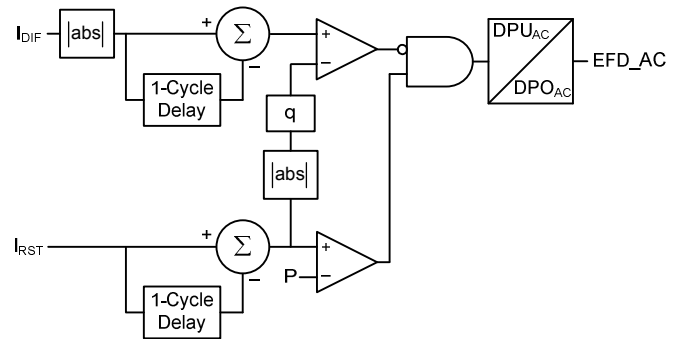 I_DIF
|abs|
+
Σ
−
1-Cycle
Delay
+
−
q
|abs|
DPU_AC
DPO_AC
EFD_AC
I_RST
+
Σ
−
1-Cycle
Delay
+
P
−